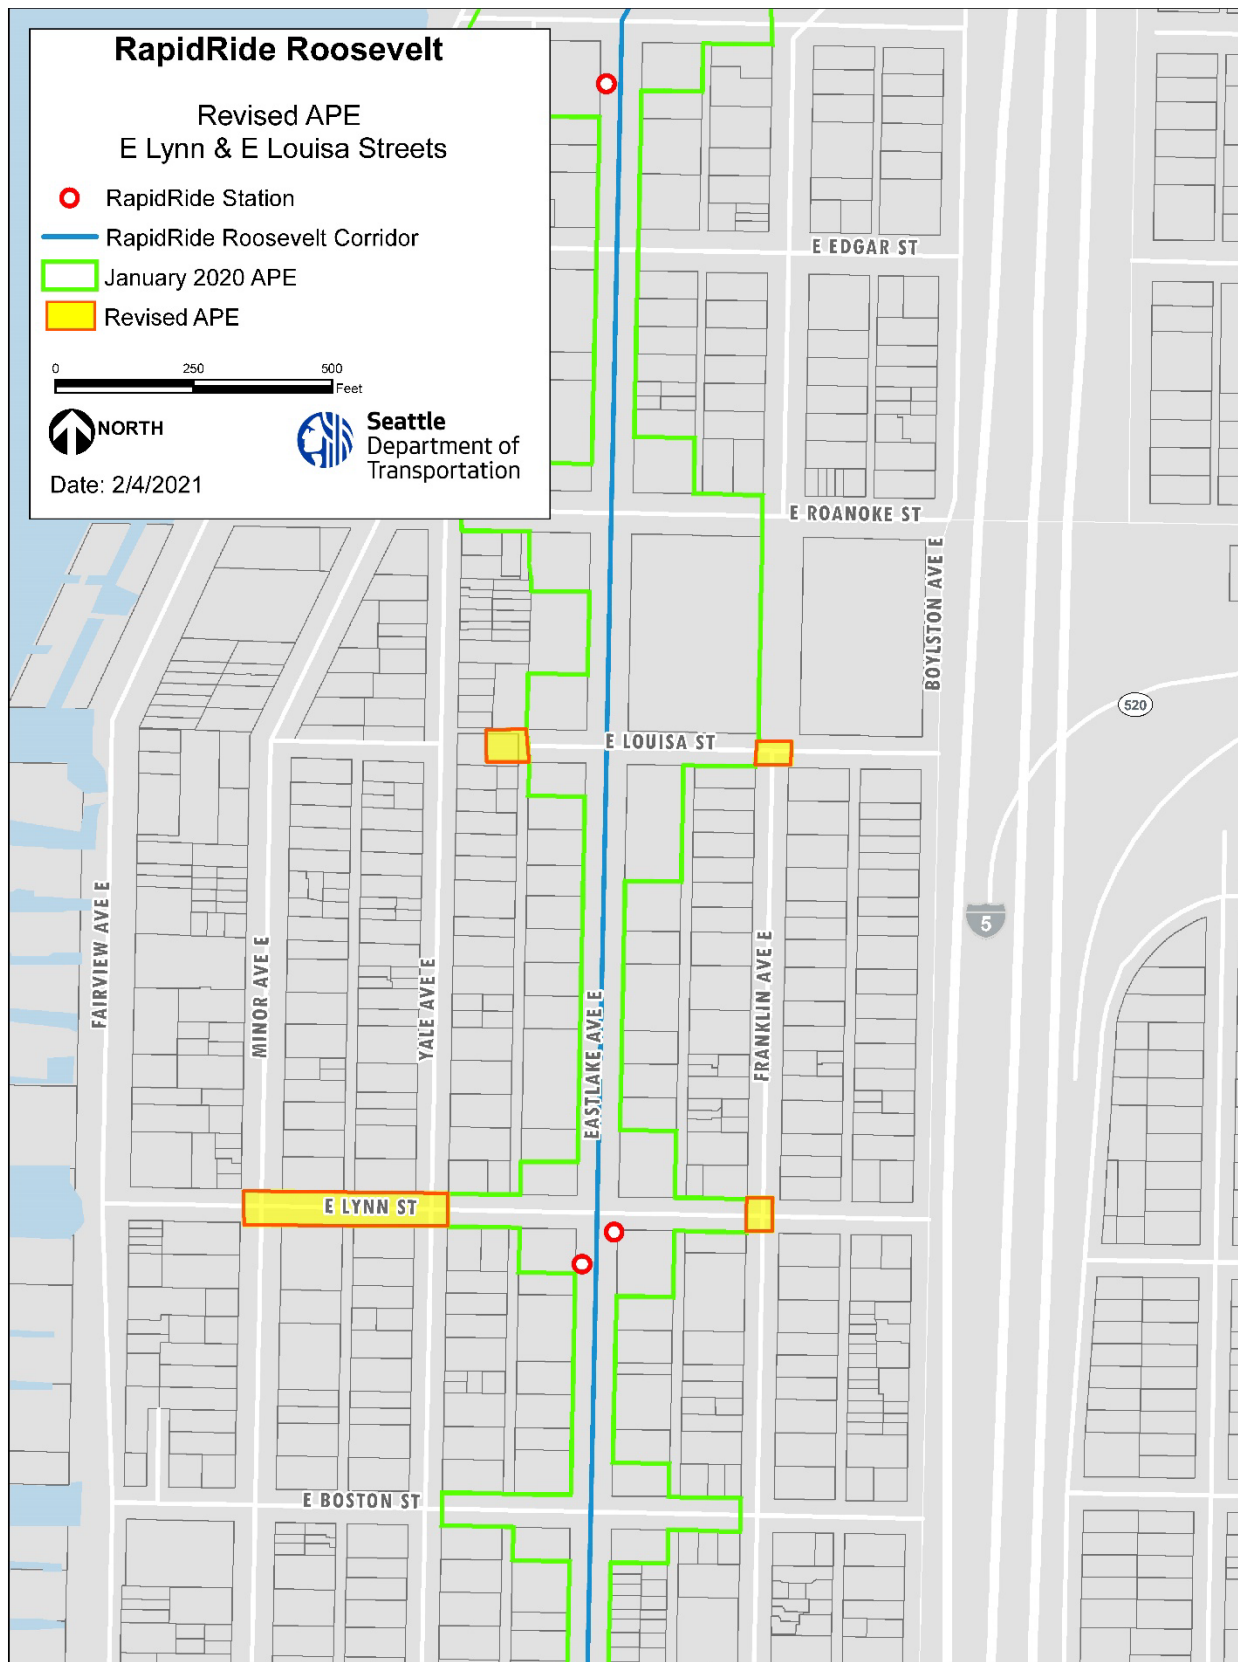 RapidRide Roosevelt
Revised APE
E Lynn & E Louisa Streets
RapidRide Station
RapidRide Roosevelt Corridor
January 2020 APE
Revised APE
0 250 500
Feet
NORTH
Seattle
Department of
Transportation
Date: 2/4/2021
E EDGAR ST
E ROANOKE ST
BOYLSTON AVE E
520
E LOUISA ST
5
FAIRVIEW AVE E
MINOR AVE E
YALE AVE E
EASTLAKE AVE E
FRANKLIN AVE E
E LYNN ST
E BOSTON ST